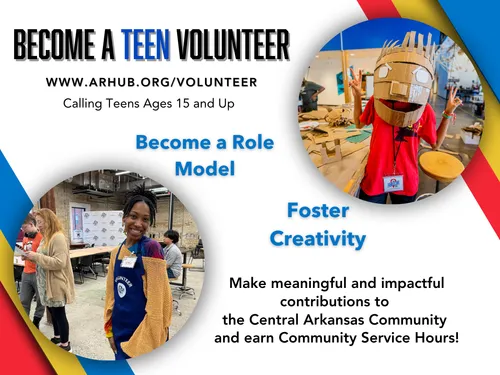 BECOME A TEEN VOLUNTEER
WWW.ARHUB.ORG/VOLUNTEER
Calling Teens Ages 15 and Up
Become a Role
Model
Foster
Creativity
VOLUNTEER
Make meaningful and impactful
contributions to
the Central Arkansas Community
and earn Community Service Hours!